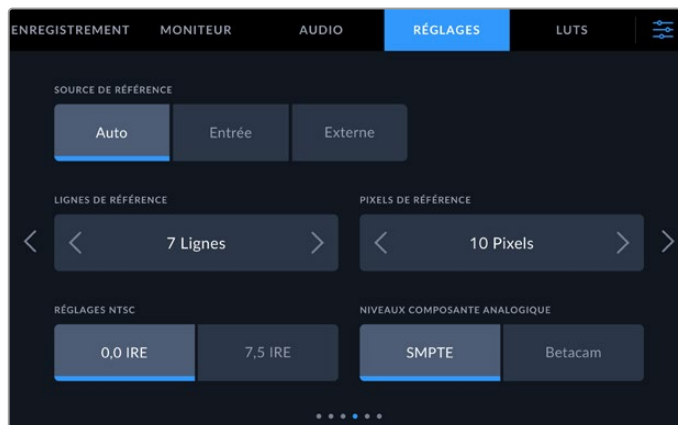 ENREGISTREMENT MONITEUR AUDIO RÉGLAGES LUTS
SOURCE DE RÉFÉRENCE
Auto Entrée Externe
LIGNES DE RÉFÉRENCE PIXELS DE RÉFÉRENCE
7 Lignes 10 Pixels
RÉGLAGES NTSC NIVEAUX COMPOSANTE ANALOGIQUE
0,0 IRE 7,5 IRE SMPTE Betacam